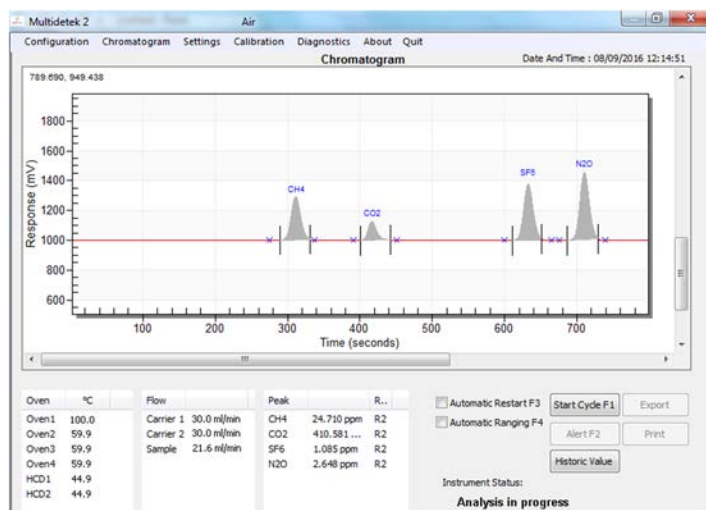 Multidetek 2 Air
Configuration Chromatogram Settings Calibration Diagnostics About Quit
Chromatogram Date And Time : 08/09/2016 12:14:51
789.690, 949.438
1800
1600
1400
1200
1000
800
600
Response (mV)
CH4
CO2
SF6
N2O
100 200 300 400 500 600 700
Time (seconds)
Oven °C
Oven1 100.0
Oven2 59.9
Oven3 59.9
Oven4 59.9
HCD1 44.9
HCD2 44.9
Flow
Carrier 1 30.0 ml/min
Carrier 2 30.0 ml/min
Sample 21.6 ml/min
Peak R..
CH4 24.710 ppm R2
CO2 410.581 ... R2
SF6 1.085 ppm R2
N2O 2.648 ppm R2
Automatic Restart F3
Automatic Ranging F4
Start Cycle F1
Export
Alert F2
Print
Historic Value
Instrument Status:
Analysis in progress